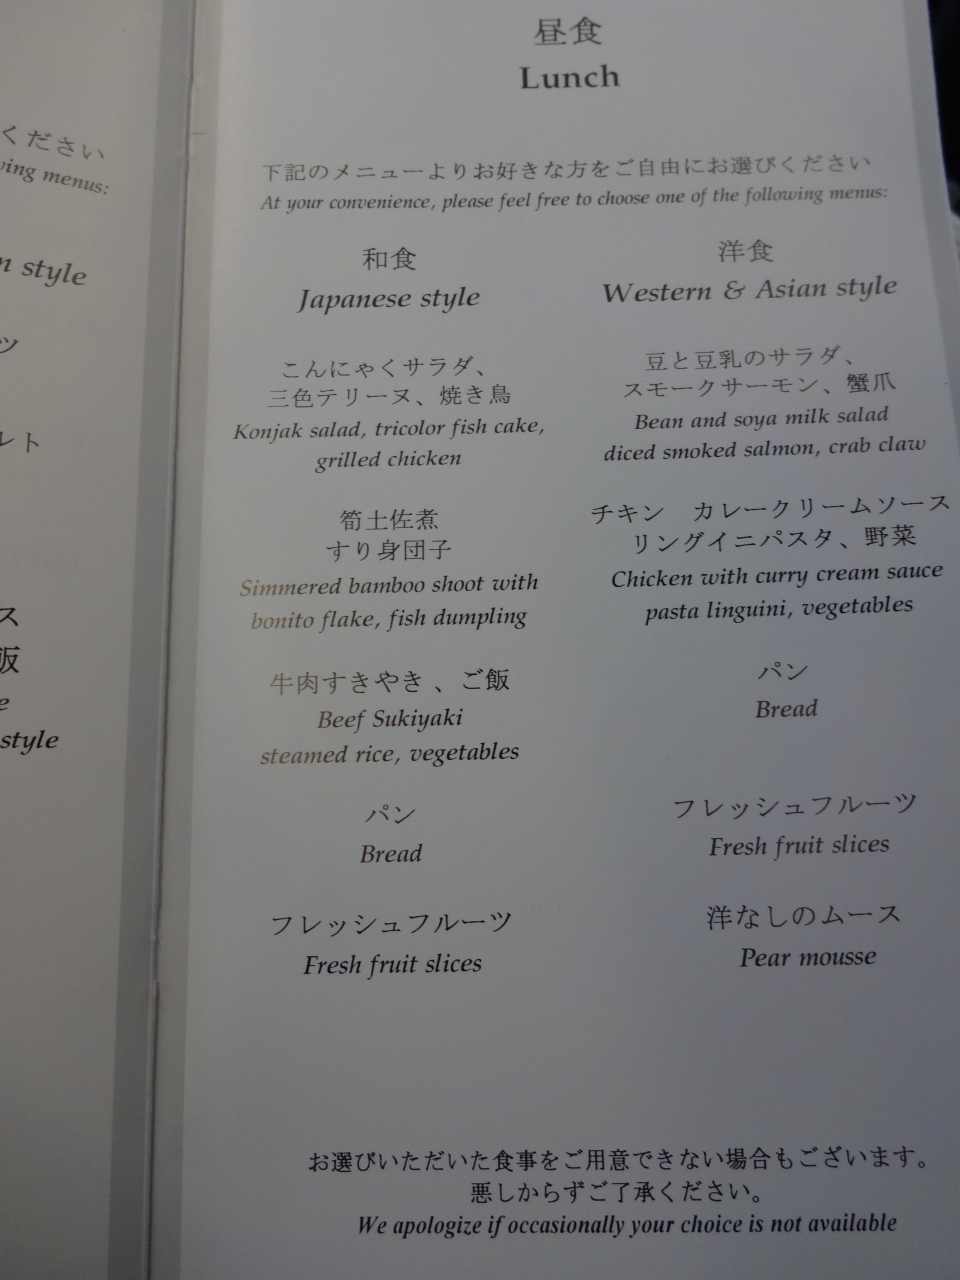 ください
wing menus:
n style
ツ
レト
ス
飯
e
style
昼食
Lunch
下記のメニューよりお好きな方をご自由にお選びください
At your convenience, please feel free to choose one of the following menus:
和食
Japanese style
こんにゃくサラダ、
三色テリーヌ、焼き鳥
Konjak salad, tricolor fish cake,
grilled chicken
筍土佐煮
すり身団子
Simmered bamboo shoot with
bonito flake, fish dumpling
牛肉すきやき 、ご飯
Beef Sukiyaki
steamed rice, vegetables
パン
Bread
フレッシュフルーツ
Fresh fruit slices
洋食
Western & Asian style
豆と豆乳のサラダ、
スモークサーモン、蟹爪
Bean and soya milk salad
diced smoked salmon, crab claw
チキン　カレークリームソース
リングイニパスタ、野菜
Chicken with curry cream sauce
pasta linguini, vegetables
パン
Bread
フレッシュフルーツ
Fresh fruit slices
洋なしのムース
Pear mousse
お選びいただいた食事をご用意できない場合もございます。
悪しからずご了承ください。
We apologize if occasionally your choice is not available